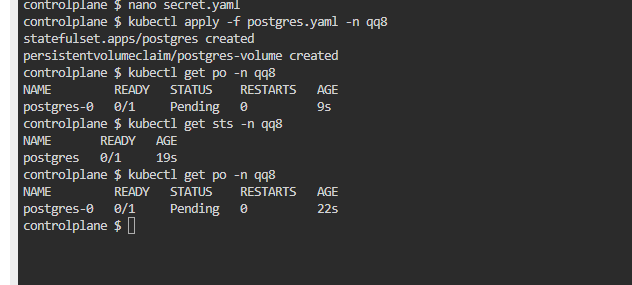 controlplane $ nano secret.yaml
controlplane $ kubectl apply -f postgres.yaml -n qq8
statefulset.apps/postgres created
persistentvolumeclaim/postgres-volume created
controlplane $ kubectl get po -n qq8
NAME         READY   STATUS    RESTARTS   AGE
postgres-0   0/1     Pending   0          9s
controlplane $ kubectl get sts -n qq8
NAME       READY   AGE
postgres   0/1     19s
controlplane $ kubectl get po -n qq8
NAME         READY   STATUS    RESTARTS   AGE
postgres-0   0/1     Pending   0          22s
controlplane $